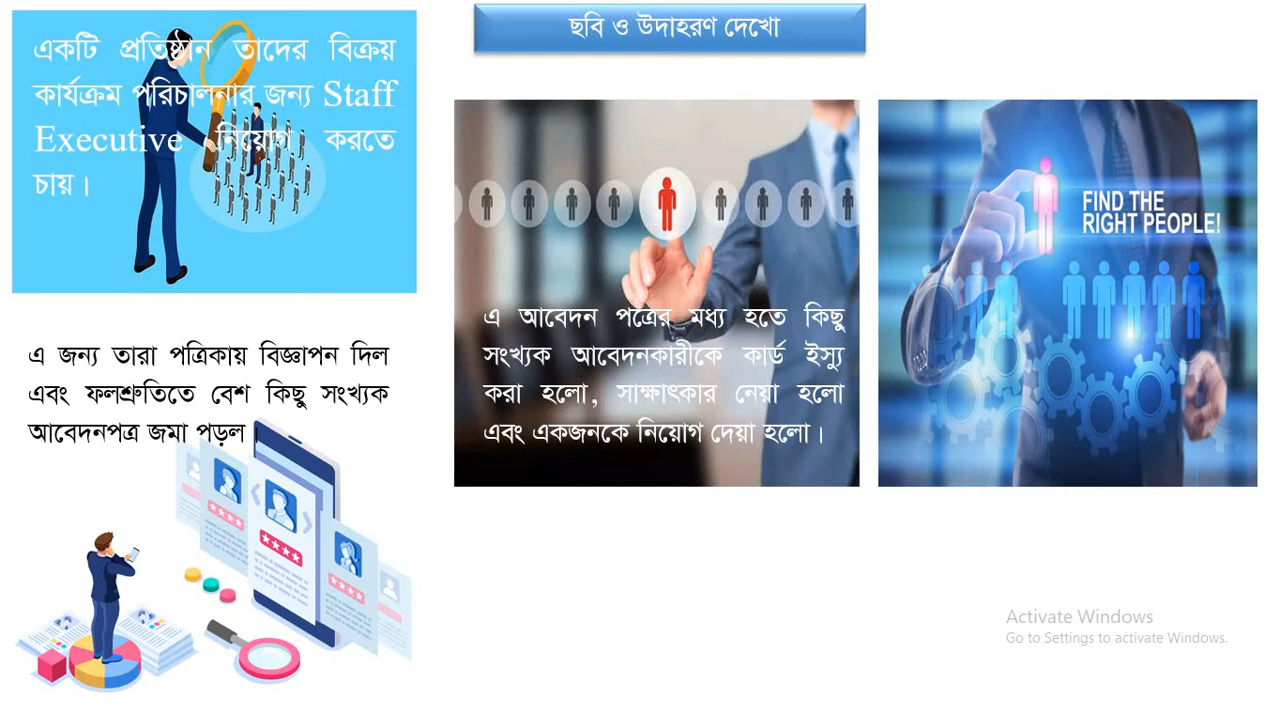 ছবি ও উদাহরণ দেখো
একটি প্রতিষ্ঠান তাদের বিক্রয়
কার্যক্রম পরিচালনার জন্য Staff
Executive নিয়োগ করতে
চায়।
এ জন্য তারা পত্রিকায় বিজ্ঞাপন দিল
এবং ফলশ্রুতিতে বেশ কিছু সংখ্যক
আবেদনপত্র জমা পড়ল।
এ আবেদন পত্রের মধ্য হতে কিছু
সংখ্যক আবেদনকারীকে কার্ড ইস্যু
করা হলো, সাক্ষাৎকার নেয়া হলো
এবং একজনকে নিয়োগ দেয়া হলো।
FIND THE
RIGHT PEOPLE!
Activate Windows
Go to Settings to activate Windows.